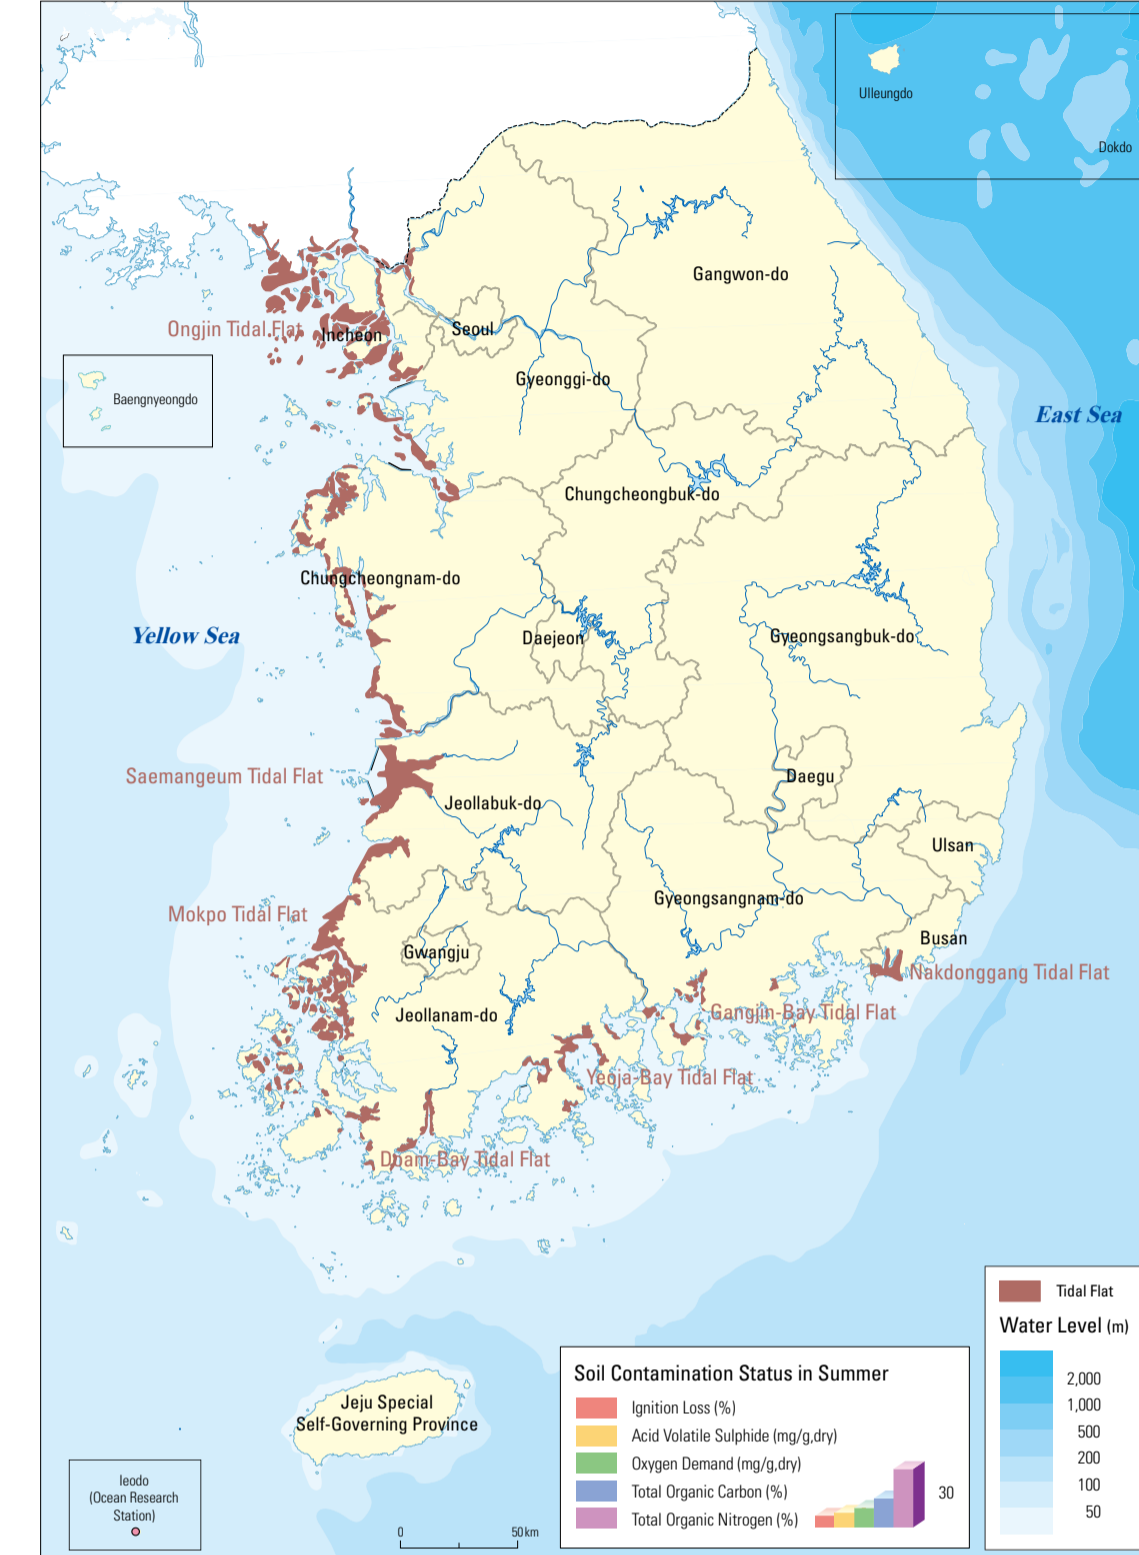 Ulleungdo
Dokdo
Gangwon-do
Ongjin Tidal Flat
Incheon
Seoul
Gyeonggi-do
Baengnyeongdo
East Sea
Chungcheongbuk-do
Chungcheongnam-do
Yellow Sea
Daejeon
Gyeongsangbuk-do
Saemangeum Tidal Flat
Daegu
Jeollabuk-do
Ulsan
Gyeongsangnam-do
Mokpo Tidal Flat
Busan
Gwangju
Nakdonggang Tidal Flat
Gangjin-Bay Tidal Flat
Jeollanam-do
Yeoja-Bay Tidal Flat
Doam-Bay Tidal Flat
Tidal Flat
Water Level (m)
2,000
1,000
500
200
100
50
Soil Contamination Status in Summer
Ignition Loss (%)
Acid Volatile Sulphide (mg/g,dry)
Oxygen Demand (mg/g,dry)
Total Organic Carbon (%)
Total Organic Nitrogen (%)
30
Jeju Special
Self-Governing Province
Ieodo
(Ocean Research
Station)
0 50 km